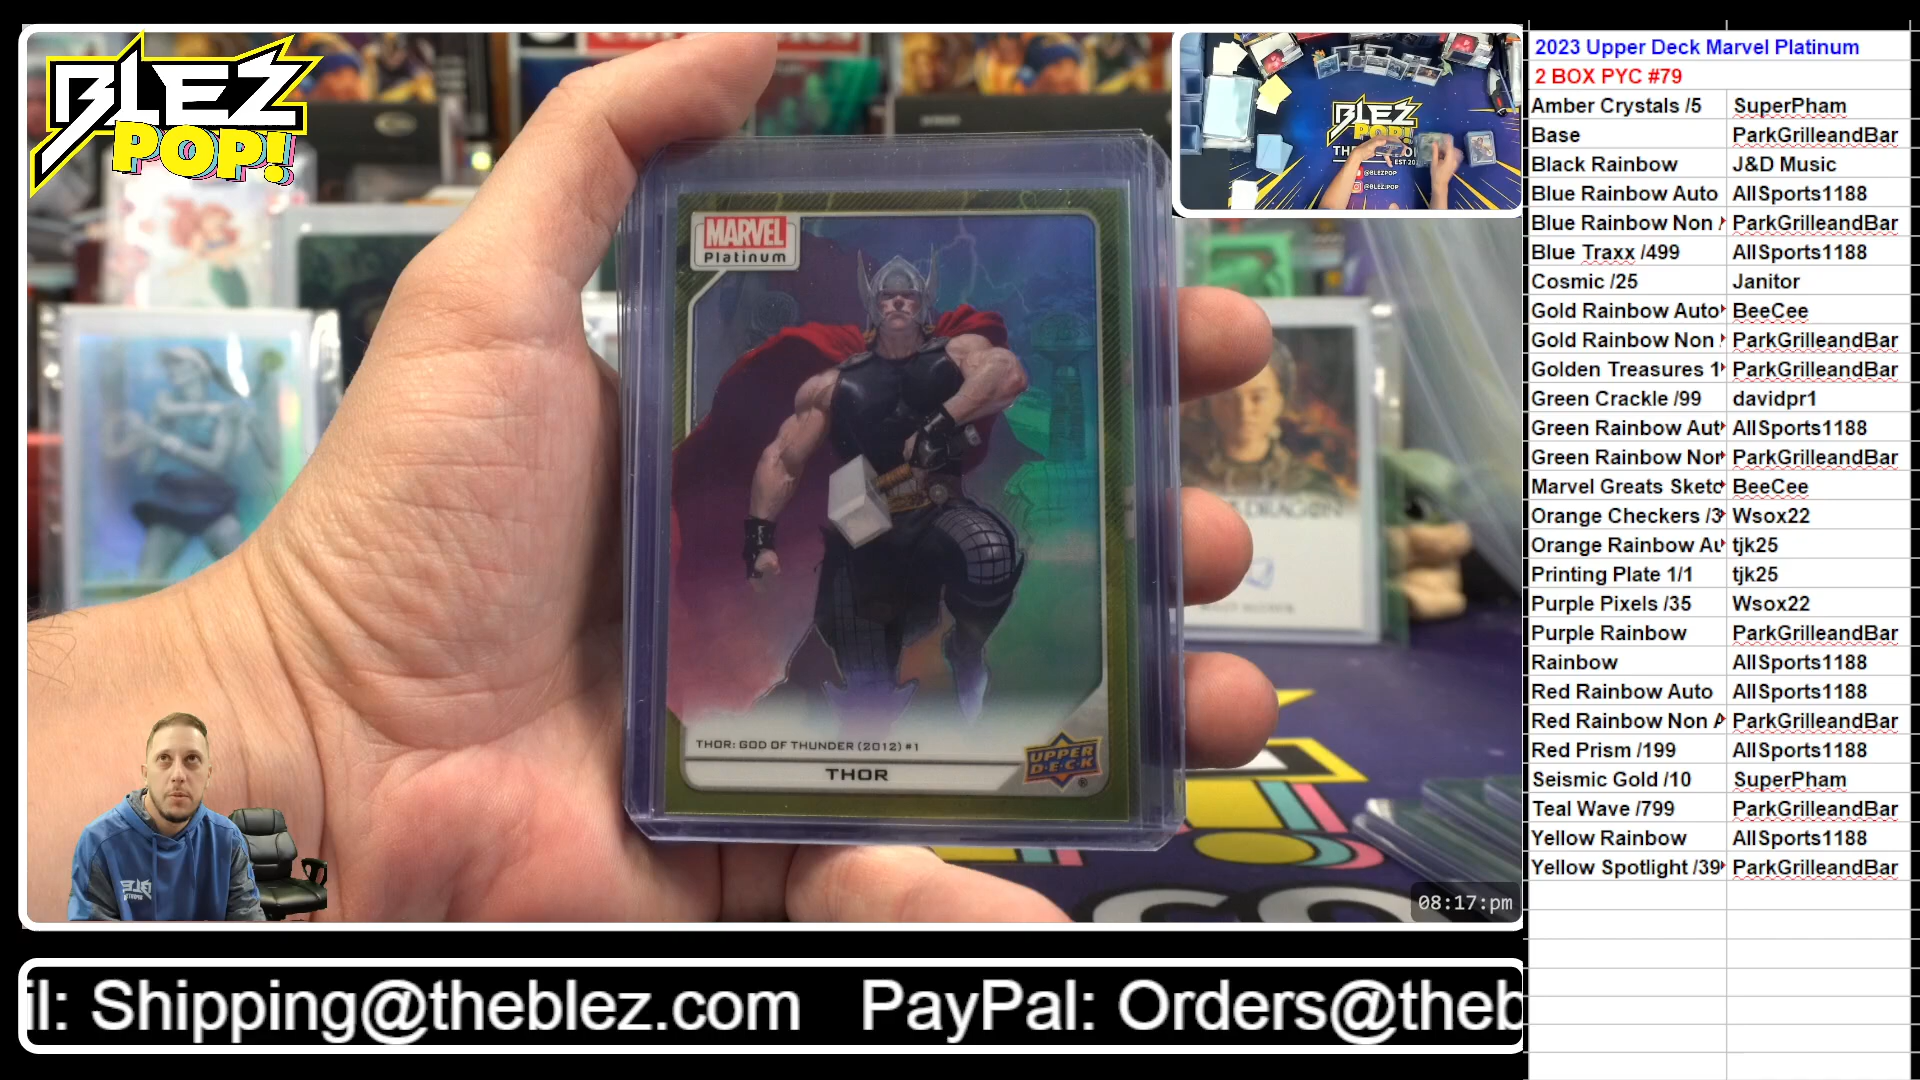 BLEZ
POP!
MARVEL
Platinum
THOR: GOD OF THUNDER (2012) #1
THOR
UPPER
D·E·C·K
®
BLEZ
POP!
@BLEZPOP
@BLEZ.POP
DRAGON
08:17:pm
il: Shipping@theblez.com PayPal: Orders@theb
2023 Upper Deck Marvel Platinum
2 BOX PYC #79
Amber Crystals /5 SuperPham
Base ParkGrilleandBar
Black Rainbow J&D Music
Blue Rainbow Auto AllSports1188
Blue Rainbow Non ParkGrilleandBar
Blue Traxx /499 AllSports1188
Cosmic /25 Janitor
Gold Rainbow Auto BeeCee
Gold Rainbow Non ParkGrilleandBar
Golden Treasures 1 ParkGrilleandBar
Green Crackle /99 davidpr1
Green Rainbow Aut AllSports1188
Green Rainbow Nor ParkGrilleandBar
Marvel Greats Sketc BeeCee
Orange Checkers /3 Wsox22
Orange Rainbow Au tjk25
Printing Plate 1/1 tjk25
Purple Pixels /35 Wsox22
Purple Rainbow ParkGrilleandBar
Rainbow AllSports1188
Red Rainbow Auto AllSports1188
Red Rainbow Non A ParkGrilleandBar
Red Prism /199 AllSports1188
Seismic Gold /10 SuperPham
Teal Wave /799 ParkGrilleandBar
Yellow Rainbow AllSports1188
Yellow Spotlight /39 ParkGrilleandBar